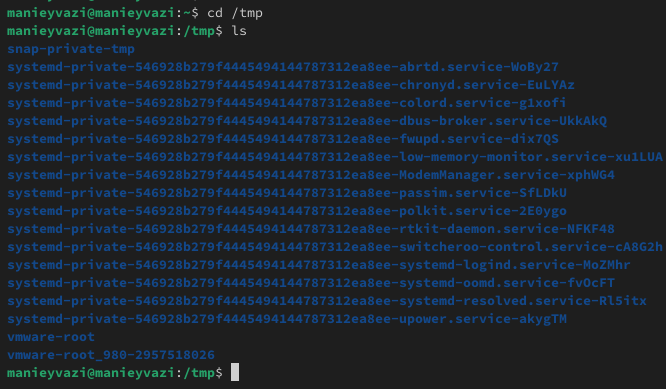 manieyvazi@manieyvazi:~$ cd /tmp
manieyvazi@manieyvazi:/tmp$ ls
snap-private-tmp
systemd-private-546928b279f4445494144787312ea8ee-abrtd.service-WoBy27
systemd-private-546928b279f4445494144787312ea8ee-chronyd.service-EuLYAz
systemd-private-546928b279f4445494144787312ea8ee-colord.service-g1xofi
systemd-private-546928b279f4445494144787312ea8ee-dbus-broker.service-UkkAkQ
systemd-private-546928b279f4445494144787312ea8ee-fwupd.service-dix7QS
systemd-private-546928b279f4445494144787312ea8ee-low-memory-monitor.service-xu1LUA
systemd-private-546928b279f4445494144787312ea8ee-ModemManager.service-xphWG4
systemd-private-546928b279f4445494144787312ea8ee-passim.service-SfLDkU
systemd-private-546928b279f4445494144787312ea8ee-polkit.service-2E0ygo
systemd-private-546928b279f4445494144787312ea8ee-rtkit-daemon.service-NFKF48
systemd-private-546928b279f4445494144787312ea8ee-switcheroo-control.service-cA8G2h
systemd-private-546928b279f4445494144787312ea8ee-systemd-logind.service-MoZMhr
systemd-private-546928b279f4445494144787312ea8ee-systemd-oomd.service-fvOcFT
systemd-private-546928b279f4445494144787312ea8ee-systemd-resolved.service-Rl5itx
systemd-private-546928b279f4445494144787312ea8ee-upower.service-akygTM
vmware-root
vmware-root_980-2957518026
manieyvazi@manieyvazi:/tmp$